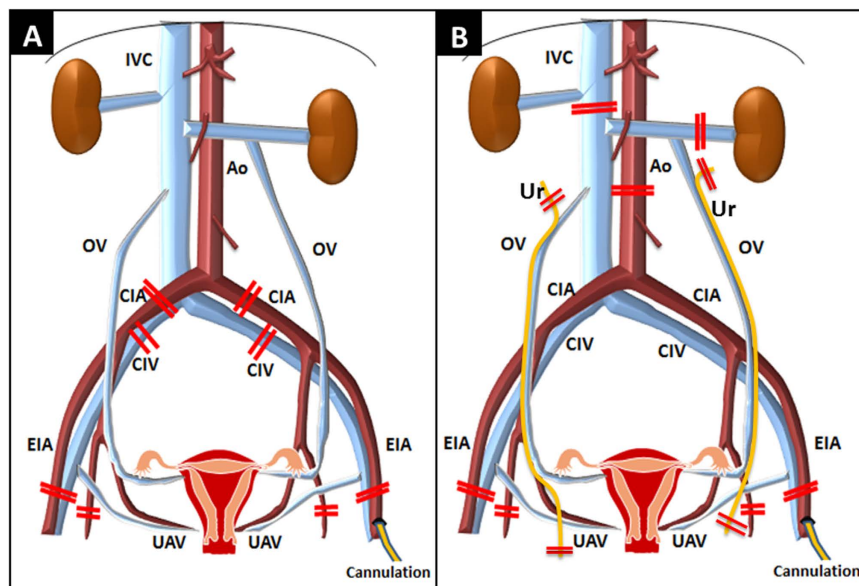 A
IVC
Ao
OV
OV
CIA
CIA
CIV
CIV
EIA
EIA
UAV
UAV
Cannulation
B
IVC
Ao
Ur
Ur
OV
OV
CIA
CIA
CIV
CIV
EIA
EIA
UAV
UAV
Cannulation